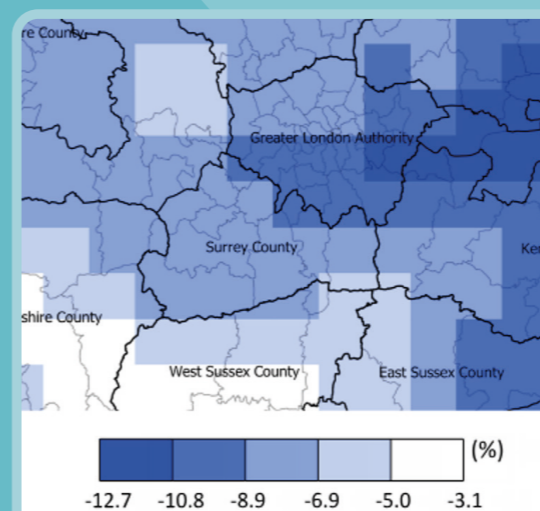 re County
Greater London Authority
Surrey County
Ke
shire County
West Sussex County
East Sussex County
(%)
-12.7 -10.8 -8.9 -6.9 -5.0 -3.1